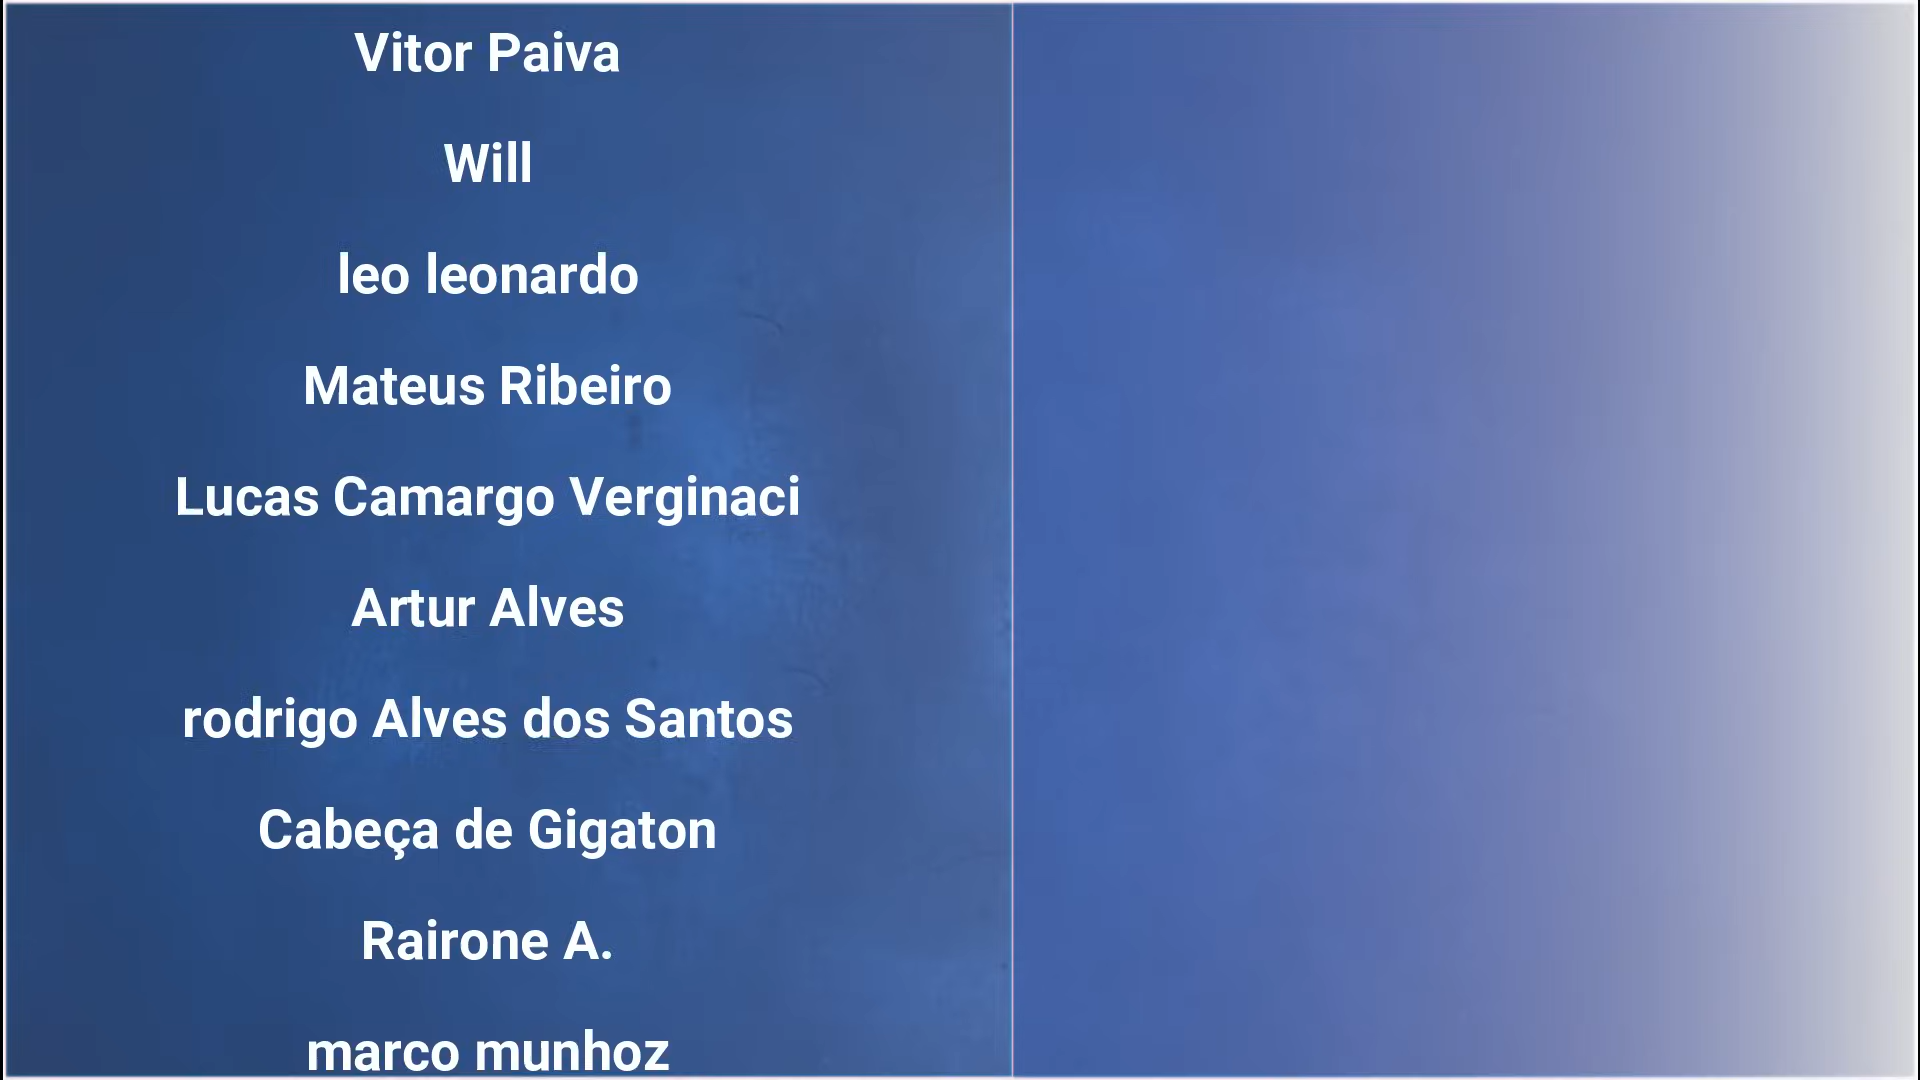 Vitor Paiva
Will
leo leonardo
Mateus Ribeiro
Lucas Camargo Verginaci
Artur Alves
rodrigo Alves dos Santos
Cabeça de Gigaton
Rairone A.
marco munhoz